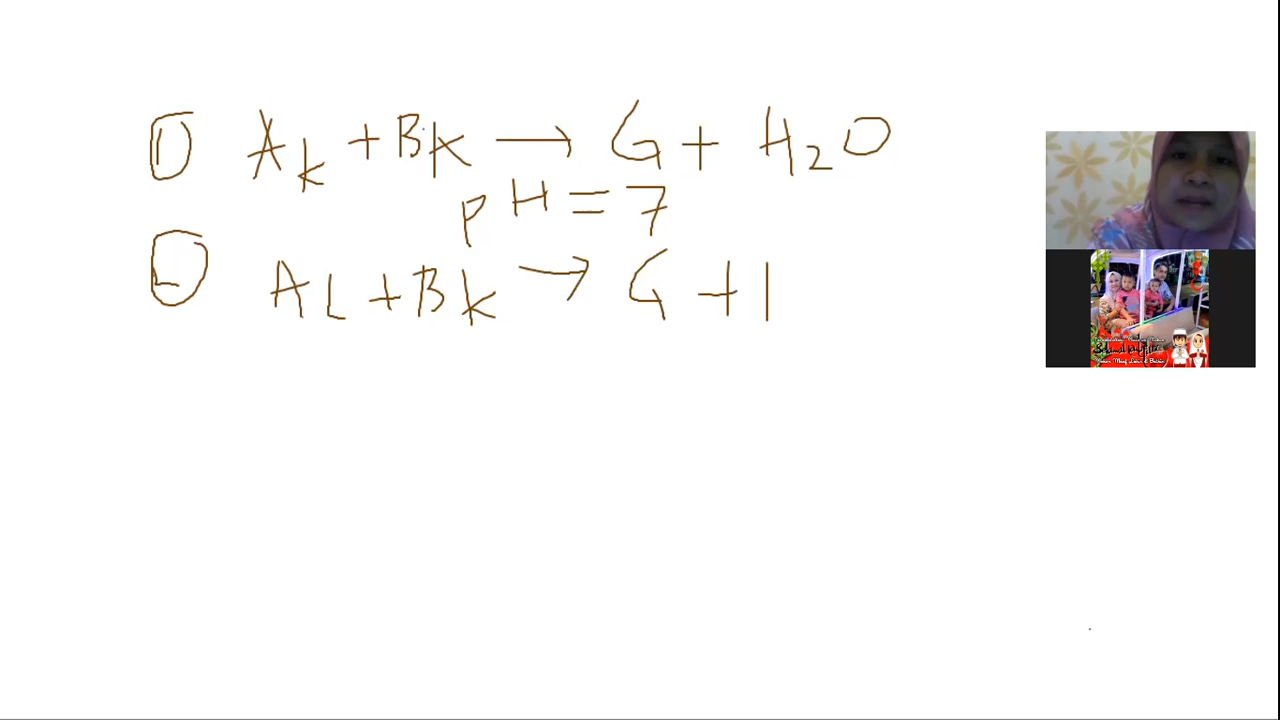 ① Ak + BK → G + H₂O
pH = 7
② AL + BK → G + I